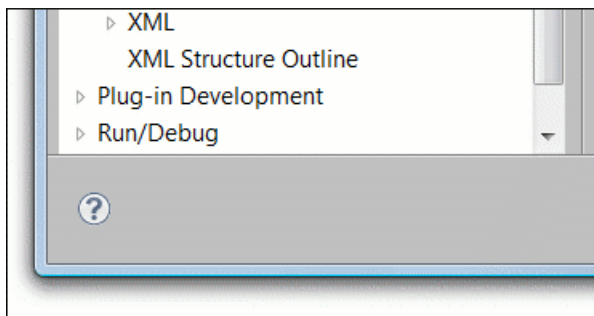 XML
XML Structure Outline
Plug-in Development
Run/Debug
?